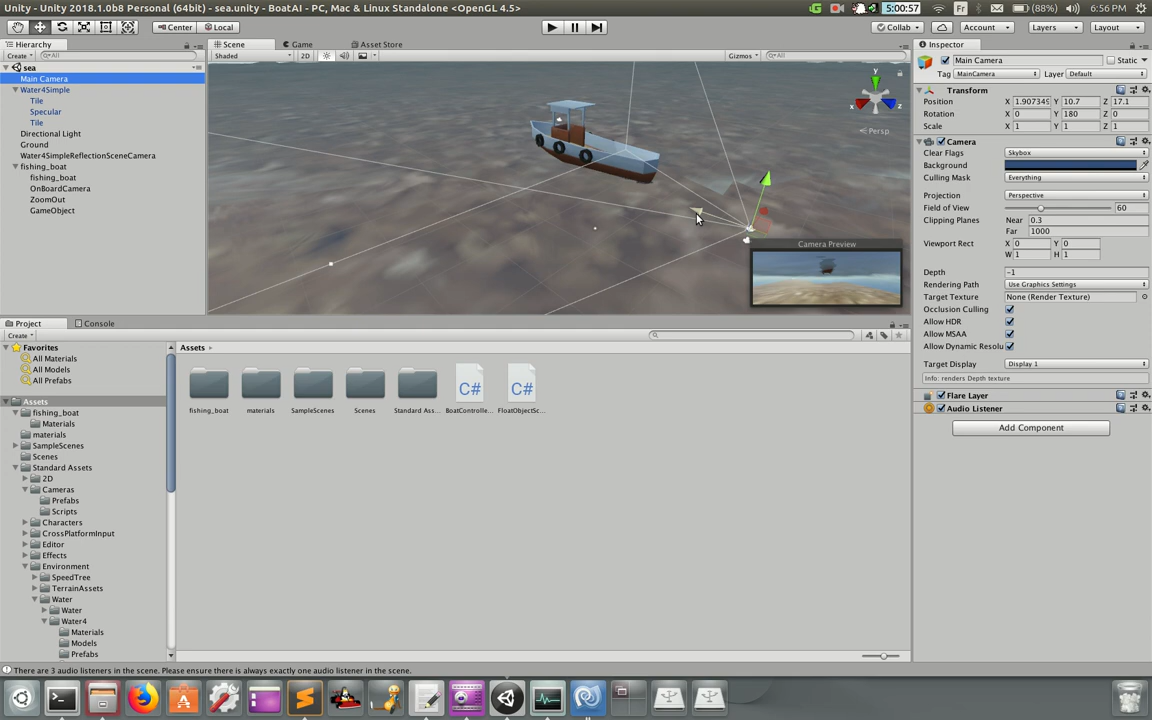 Unity - Unity 2018.1.0b8 Personal (64bit) - sea.unity - BoatAI - PC, Mac & Linux Standalone <OpenGL 4.5>
Fr
(88%)
5:00:57
6:56 PM
Center
Local
Collab
Account
Layers
Layout
Hierarchy
Create
All
sea
Main Camera
Water4Simple
Tile
Specular
Tile
Directional Light
Ground
Water4SimpleReflectionSceneCamera
fishing_boat
fishing_boat
OnBoardCamera
ZoomOut
GameObject
Scene
Game
Asset Store
Shaded
2D
Gizmos
All
y
x
z
Persp
Camera Preview
Inspector
Main Camera
Static
Tag
MainCamera
Layer
Default
Transform
Position
X 1.907349 Y 10.7 Z 17.1
Rotation
X 0 Y 180 Z 0
Scale
X 1 Y 1 Z 1
Camera
Clear Flags
Skybox
Background
Culling Mask
Everything
Projection
Perspective
Field of View
60
Clipping Planes
Near 0.3
Far 1000
Viewport Rect
X 0 Y 0
W 1 H 1
Depth
-1
Rendering Path
Use Graphics Settings
Target Texture
None (Render Texture)
Occlusion Culling
Allow HDR
Allow MSAA
Allow Dynamic Resolu
Target Display
Display 1
Info: renders Depth texture
Flare Layer
Audio Listener
Add Component
Project
Console
Create
Favorites
All Materials
All Models
All Prefabs
Assets
fishing_boat
Materials
materials
SampleScenes
Scenes
Standard Assets
2D
Cameras
Prefabs
Scripts
Characters
CrossPlatformInput
Editor
Effects
Environment
SpeedTree
TerrainAssets
Water
Water
Water4
Materials
Models
Prefabs
Assets
C#
C#
fishing_boat
materials
SampleScenes
Scenes
Standard Ass...
BoatControlle...
FloatObjectSc...
There are 3 audio listeners in the scene. Please ensure there is always exactly one audio listener in the scene.